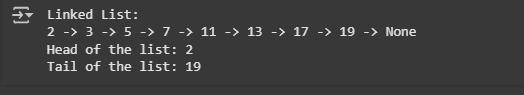 Linked List:
2 -> 3 -> 5 -> 7 -> 11 -> 13 -> 17 -> 19 -> None
Head of the list: 2
Tail of the list: 19